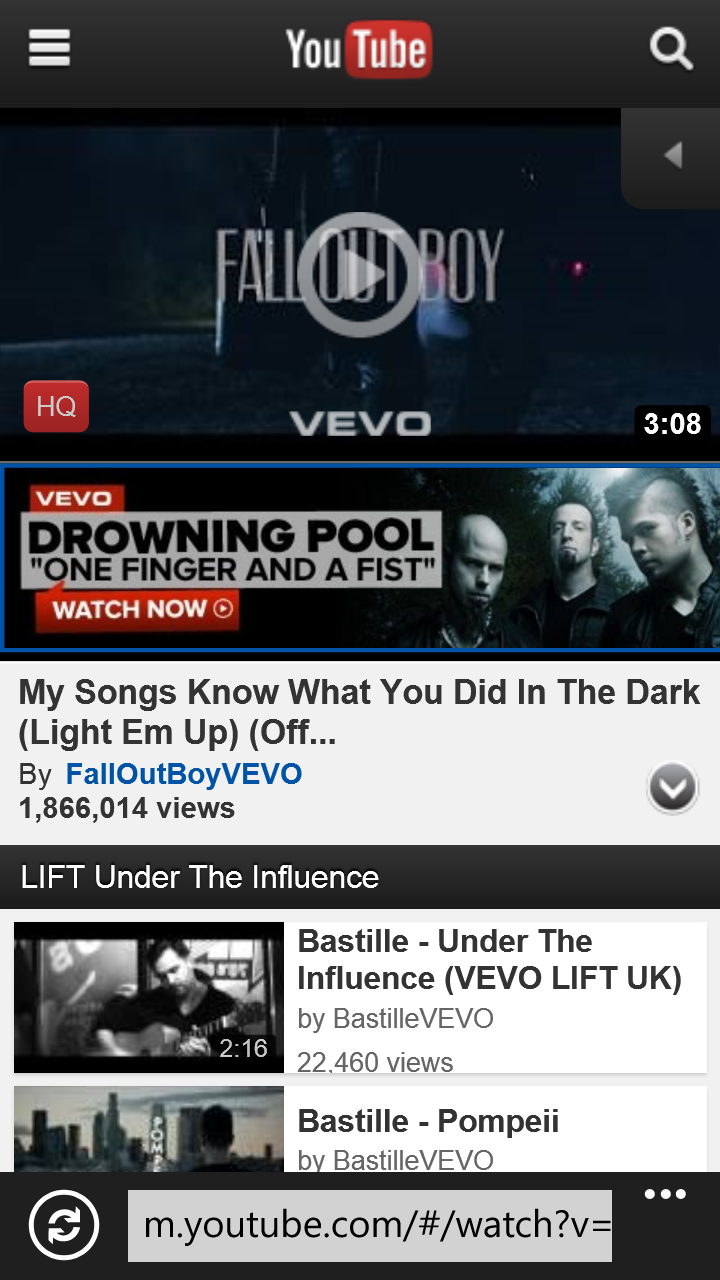 YouTube
FALL OUT BOY
HQ
VEVO
3:08
VEVO
DROWNING POOL
"ONE FINGER AND A FIST"
WATCH NOW
My Songs Know What You Did In The Dark
(Light Em Up) (Off...
By FallOutBoyVEVO
1,866,014 views
LIFT Under The Influence
Bastille - Under The
Influence (VEVO LIFT UK)
by BastilleVEVO
2:16
22,460 views
Bastille - Pompeii
by BastilleVEVO
m.youtube.com/#/watch?v=